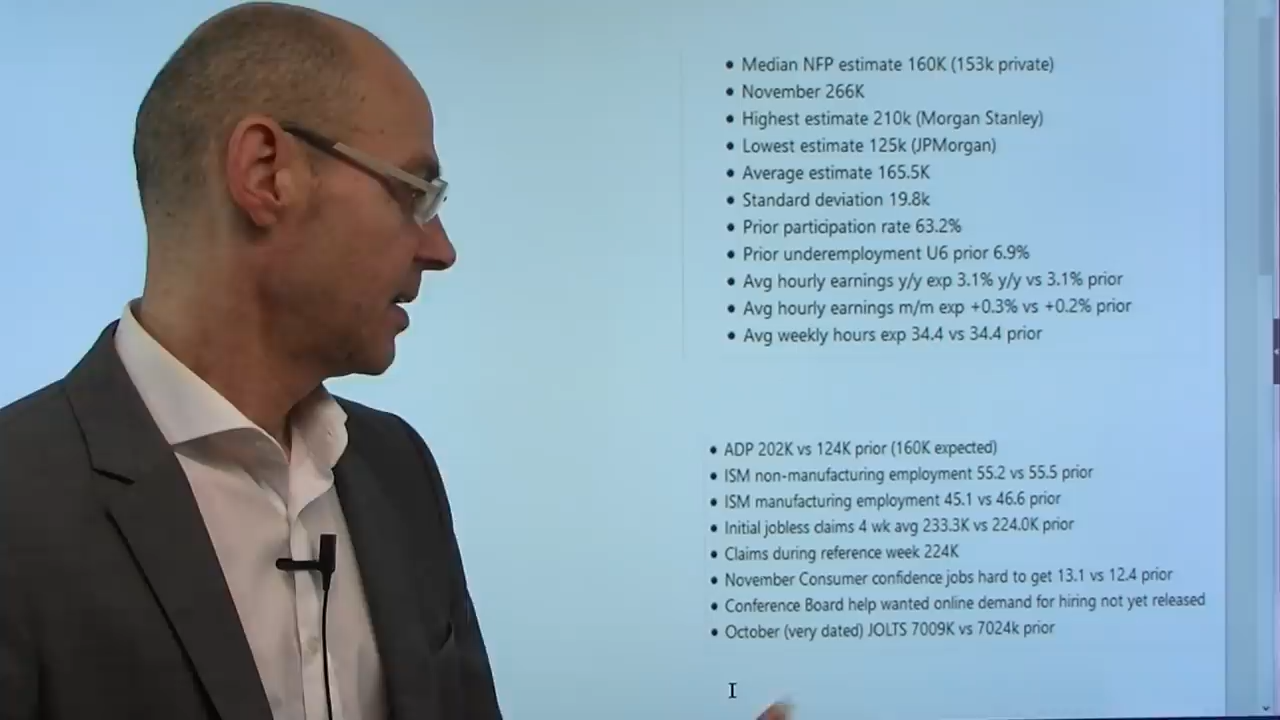 • Median NFP estimate 160K (153k private)
• November 266K
• Highest estimate 210k (Morgan Stanley)
• Lowest estimate 125k (JPMorgan)
• Average estimate 165.5K
• Standard deviation 19.8k
• Prior participation rate 63.2%
• Prior underemployment U6 prior 6.9%
• Avg hourly earnings y/y exp 3.1% y/y vs 3.1% prior
• Avg hourly earnings m/m exp +0.3% vs +0.2% prior
• Avg weekly hours exp 34.4 vs 34.4 prior
• ADP 202K vs 124K prior (160K expected)
• ISM non-manufacturing employment 55.2 vs 55.5 prior
• ISM manufacturing employment 45.1 vs 46.6 prior
• Initial jobless claims 4 wk avg 233.3K vs 224.0K prior
• Claims during reference week 224K
• November Consumer confidence jobs hard to get 13.1 vs 12.4 prior
• Conference Board help wanted online demand for hiring not yet released
• October (very dated) JOLTS 7009K vs 7024k prior